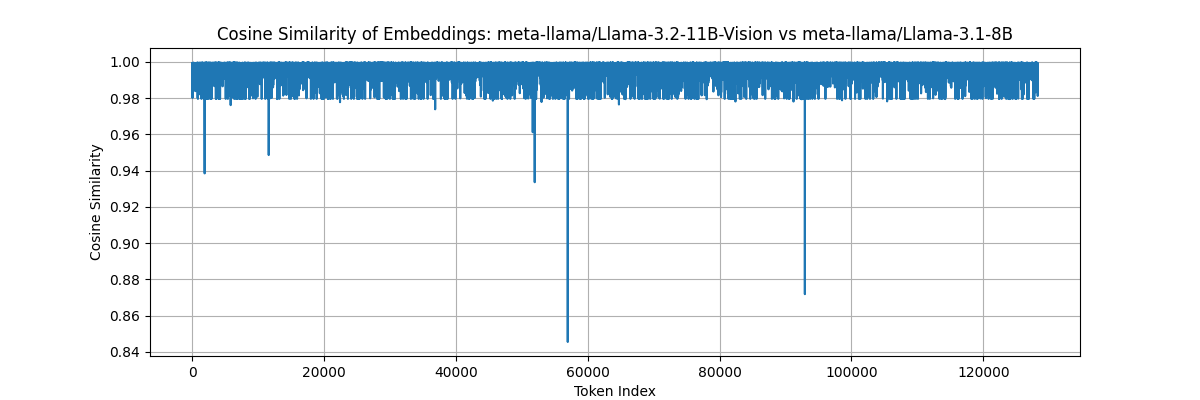 Cosine Similarity of Embeddings: meta-llama/Llama-3.2-11B-Vision vs meta-llama/Llama-3.1-8B
Cosine Similarity
1.00
0.98
0.96
0.94
0.92
0.90
0.88
0.86
0.84
0 20000 40000 60000 80000 100000 120000
Token Index